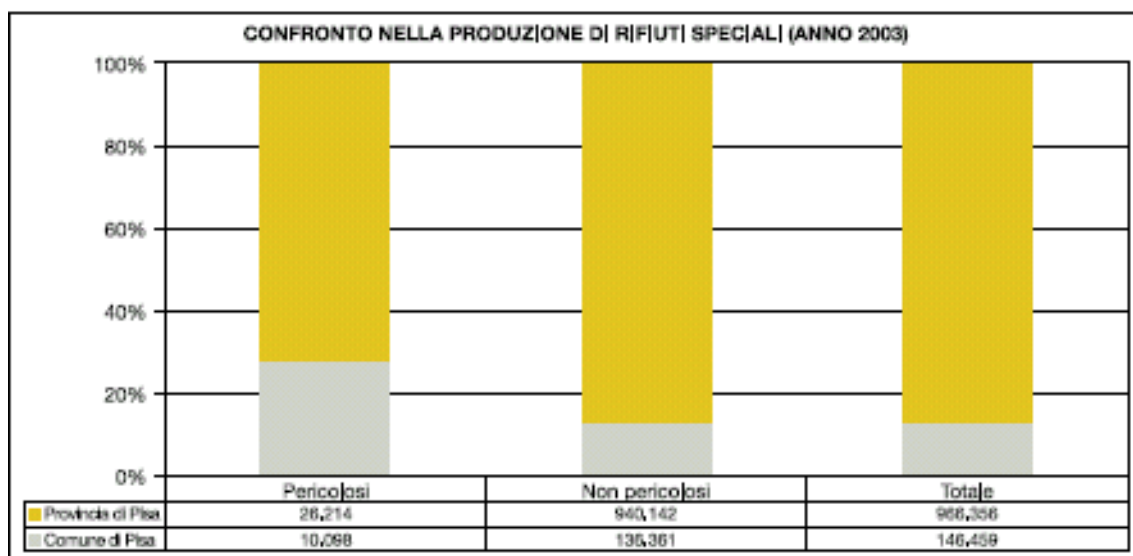 CONFRONTO NELLA PRODUZIONE DI RIFIUTI SPECIALI (ANNO 2003)
100%
80%
60%
40%
20%
0%
Pericolosi Non pericolosi Totale
Provincia di Pisa 26,214 940,142 966,356
Comune di Pisa 10,098 136,361 146,459